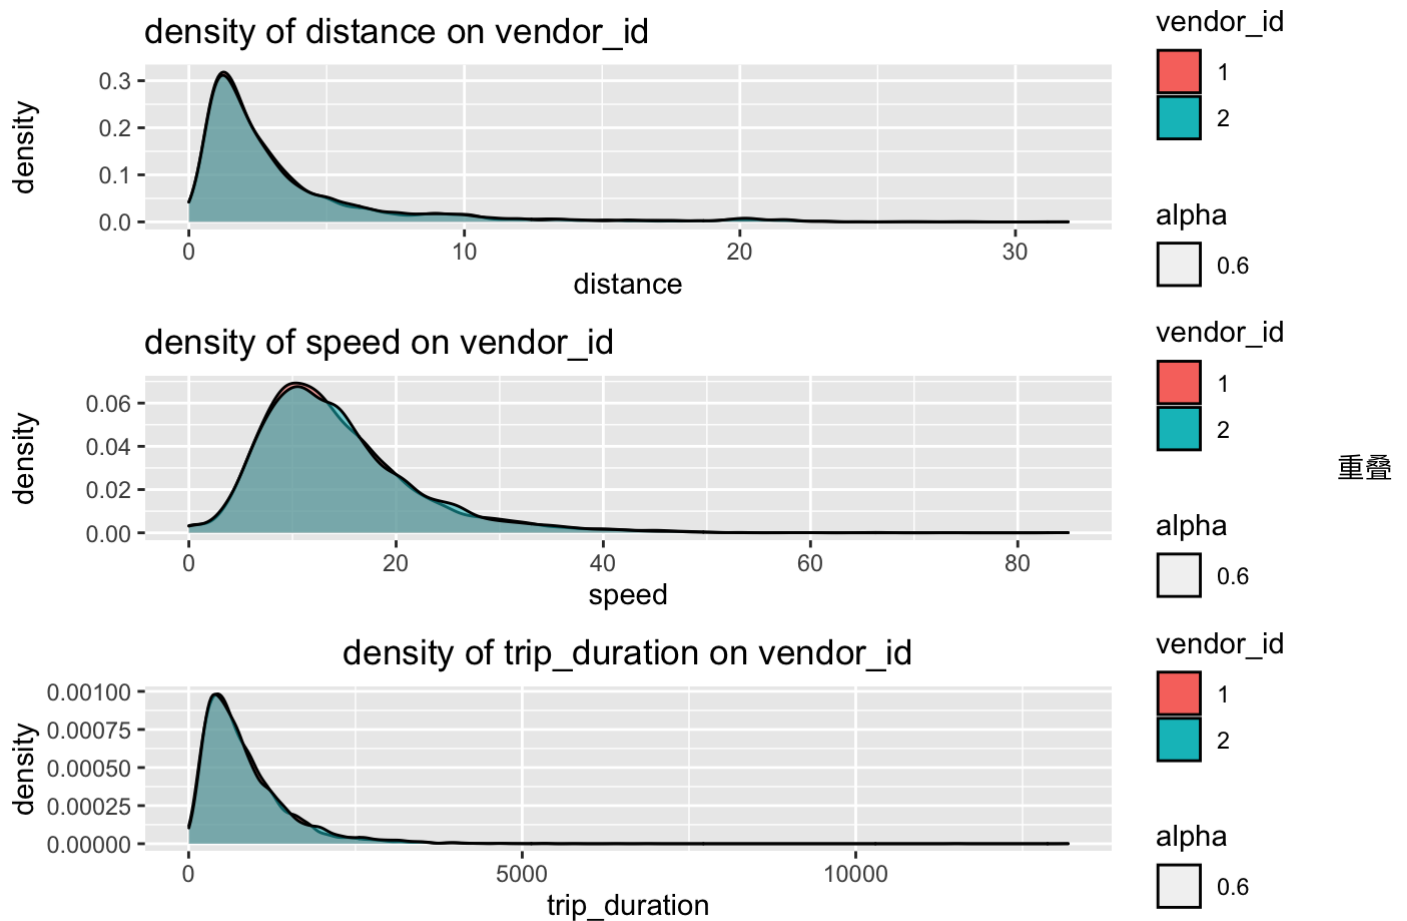 density of distance on vendor_id
density
0.3
0.2
0.1
0.0
0 10 20 30
distance
vendor_id
1
2
alpha
0.6
density of speed on vendor_id
density
0.06
0.04
0.02
0.00
0 20 40 60 80
speed
vendor_id
1
2
alpha
0.6
重叠
density of trip_duration on vendor_id
density
0.00100
0.00075
0.00050
0.00025
0.00000
0 5000 10000
trip_duration
vendor_id
1
2
alpha
0.6